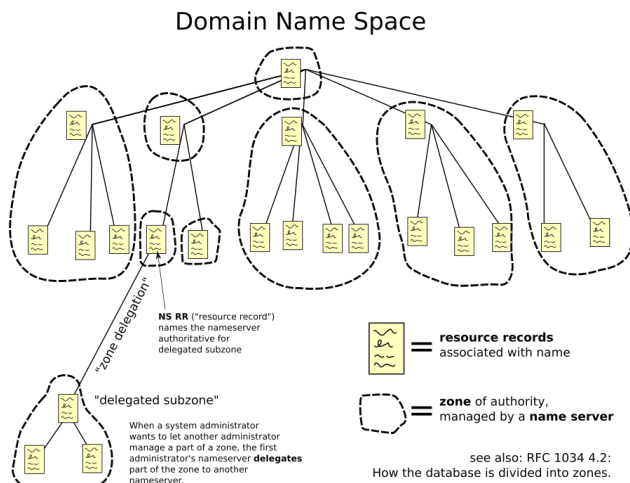 Domain Name Space
"zone delegation"
NS RR ("resource record")
names the nameserver
authoritative for
delegated subzone
resource records
associated with name
"delegated subzone"
zone of authority,
managed by a name server
When a system administrator
wants to let another administrator
manage a part of a zone, the first
administrator's nameserver delegates
part of the zone to another
nameserver.
see also: RFC 1034 4.2:
How the database is divided into zones.